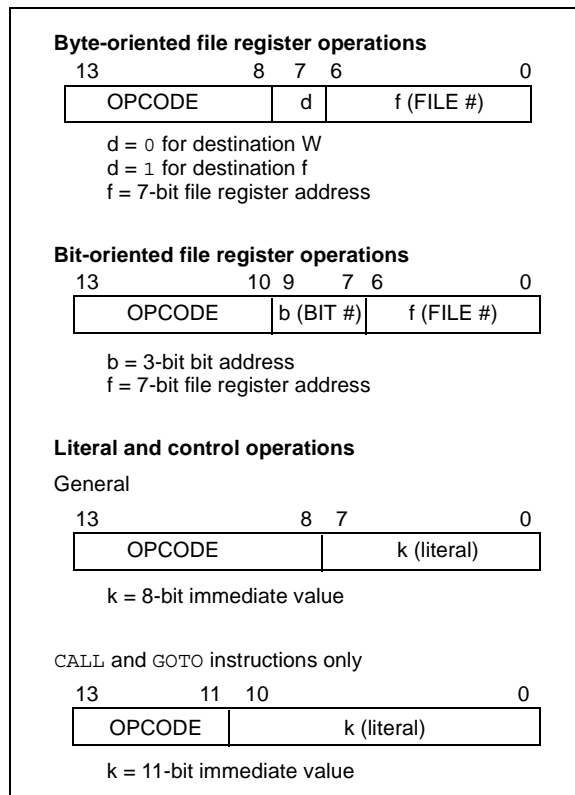 Byte-oriented file register operations
13 8 7 6 0
OPCODE d f (FILE #)
d = 0 for destination W
d = 1 for destination f
f = 7-bit file register address
Bit-oriented file register operations
13 10 9 7 6 0
OPCODE b (BIT #) f (FILE #)
b = 3-bit bit address
f = 7-bit file register address
Literal and control operations
General
13 8 7 0
OPCODE k (literal)
k = 8-bit immediate value
CALL and GOTO instructions only
13 11 10 0
OPCODE k (literal)
k = 11-bit immediate value